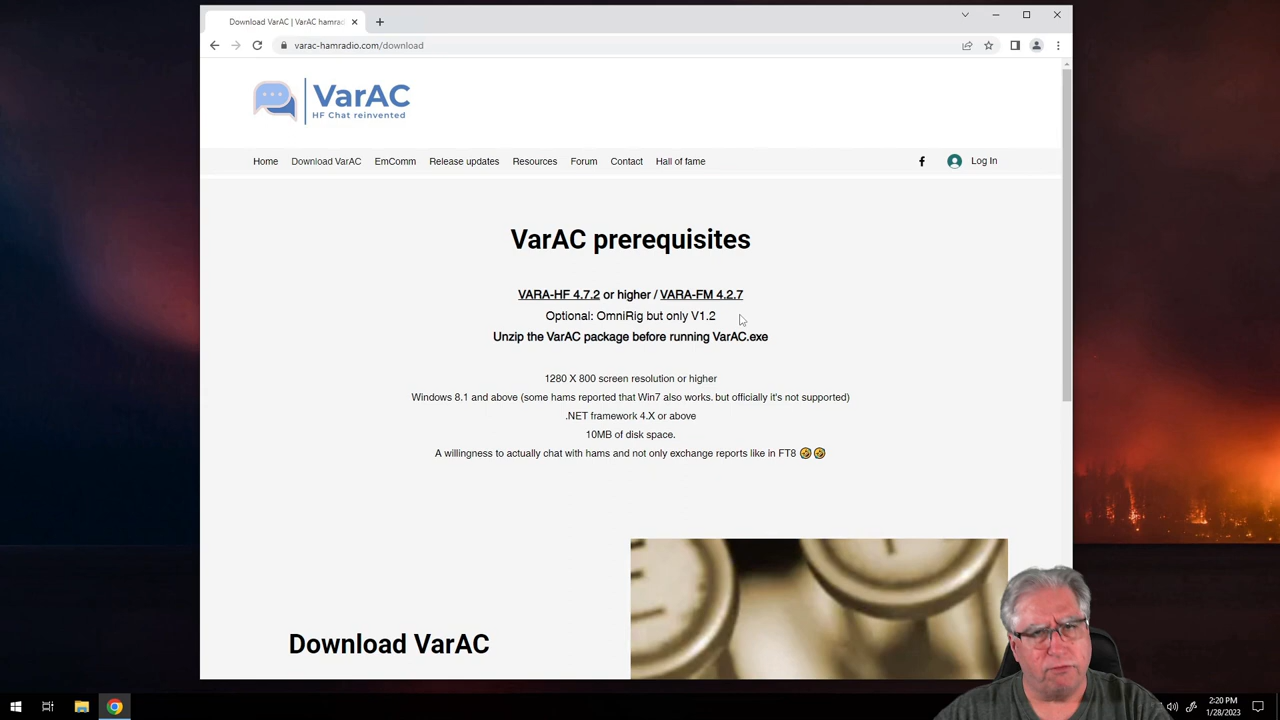 Download VarAC | VarAC hamrad
varac-hamradio.com/download
VarAC
HF Chat reinvented
Home Download VarAC EmComm Release updates Resources Forum Contact Hall of fame Log In
VarAC prerequisites
VARA-HF 4.7.2 or higher / VARA-FM 4.2.7
Optional: OmniRig but only V1.2
Unzip the VarAC package before running VarAC.exe
1280 X 800 screen resolution or higher
Windows 8.1 and above (some hams reported that Win7 also works. but officially it's not supported)
.NET framework 4.X or above
10MB of disk space.
A willingness to actually chat with hams and not only exchange reports like in FT8 🤣🤣
Download VarAC
2:20 PM
1/28/2023